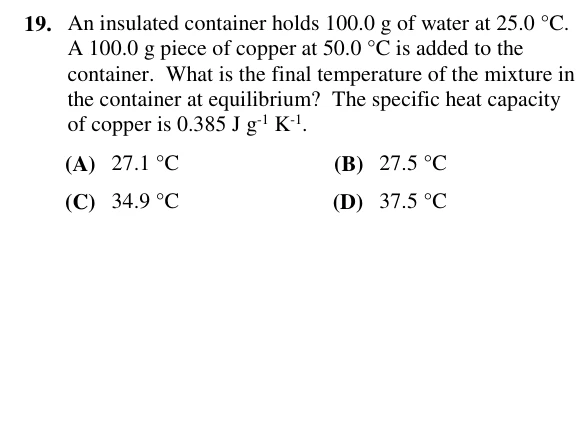 19. An insulated container holds 100.0 g of water at 25.0 °C.
A 100.0 g piece of copper at 50.0 °C is added to the
container. What is the final temperature of the mixture in
the container at equilibrium? The specific heat capacity
of copper is 0.385 J g⁻¹ K⁻¹.
(A) 27.1 °C (B) 27.5 °C
(C) 34.9 °C (D) 37.5 °C